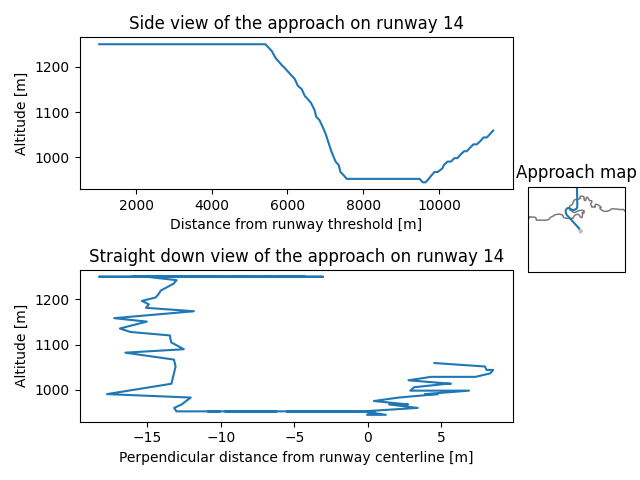 Side view of the approach on runway 14
1200
1100
1000
Altitude [m]
2000 4000 6000 8000 10000
Distance from runway threshold [m]
Approach map
Straight down view of the approach on runway 14
1200
1100
1000
Altitude [m]
−15 −10 −5 0 5
Perpendicular distance from runway centerline [m]